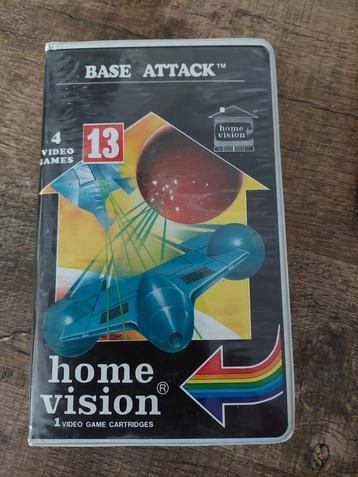 BASE ATTACK™
4
VIDEO
GAMES
13
home
vision
home
vision®
1 VIDEO GAME CARTRIDGES